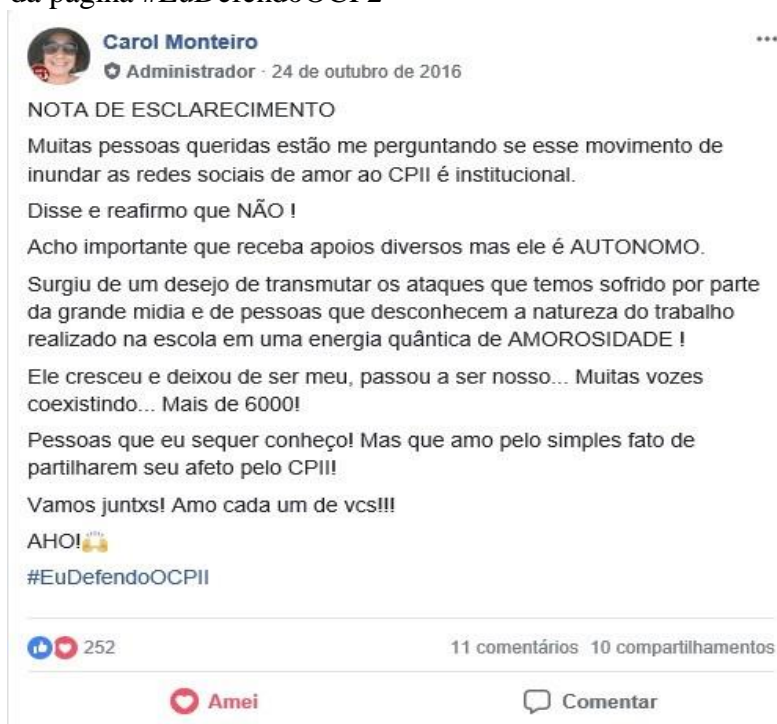 da página #EuDefendoOCP2
Carol Monteiro
Administrador · 24 de outubro de 2016
NOTA DE ESCLARECIMENTO
Muitas pessoas queridas estão me perguntando se esse movimento de
inundar as redes sociais de amor ao CPII é institucional.
Disse e reafirmo que NÃO !
Acho importante que receba apoios diversos mas ele é AUTONOMO.
Surgiu de um desejo de transmutar os ataques que temos sofrido por parte
da grande midia e de pessoas que desconhecem a natureza do trabalho
realizado na escola em uma energia quântica de AMOROSIDADE !
Ele cresceu e deixou de ser meu, passou a ser nosso... Muitas vozes
coexistindo... Mais de 6000!
Pessoas que eu sequer conheço! Mas que amo pelo simples fato de
partilharem seu afeto pelo CPII!
Vamos juntxs! Amo cada um de vcs!!!
AHO!🙌
#EuDefendoOCPII
252 11 comentários 10 compartilhamentos
Amei Comentar